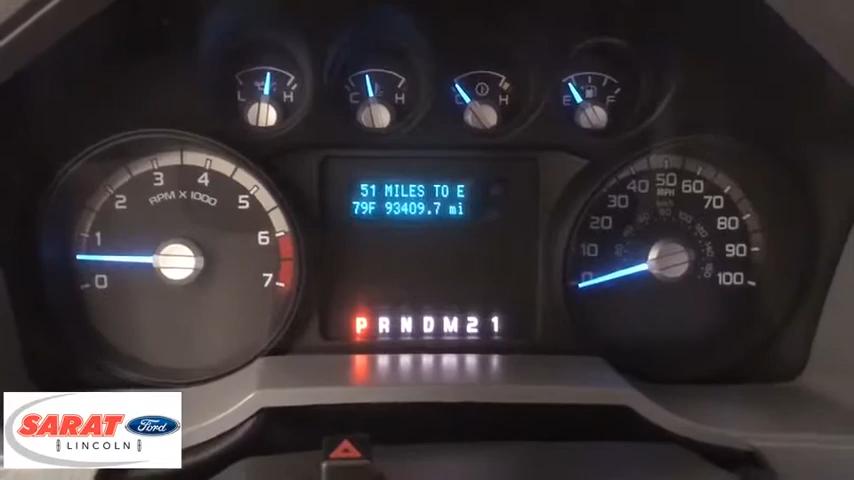 L H
C H
C H
E F
0 1 2 3 4 5 6 7
RPM X 1000
51 MILES TO E
79F 93409.7 mi
P R N D M 2 1
0 10 20 30 40 50 60 70 80 90 100
MPH
km/h
SARAT Ford
LINCOLN